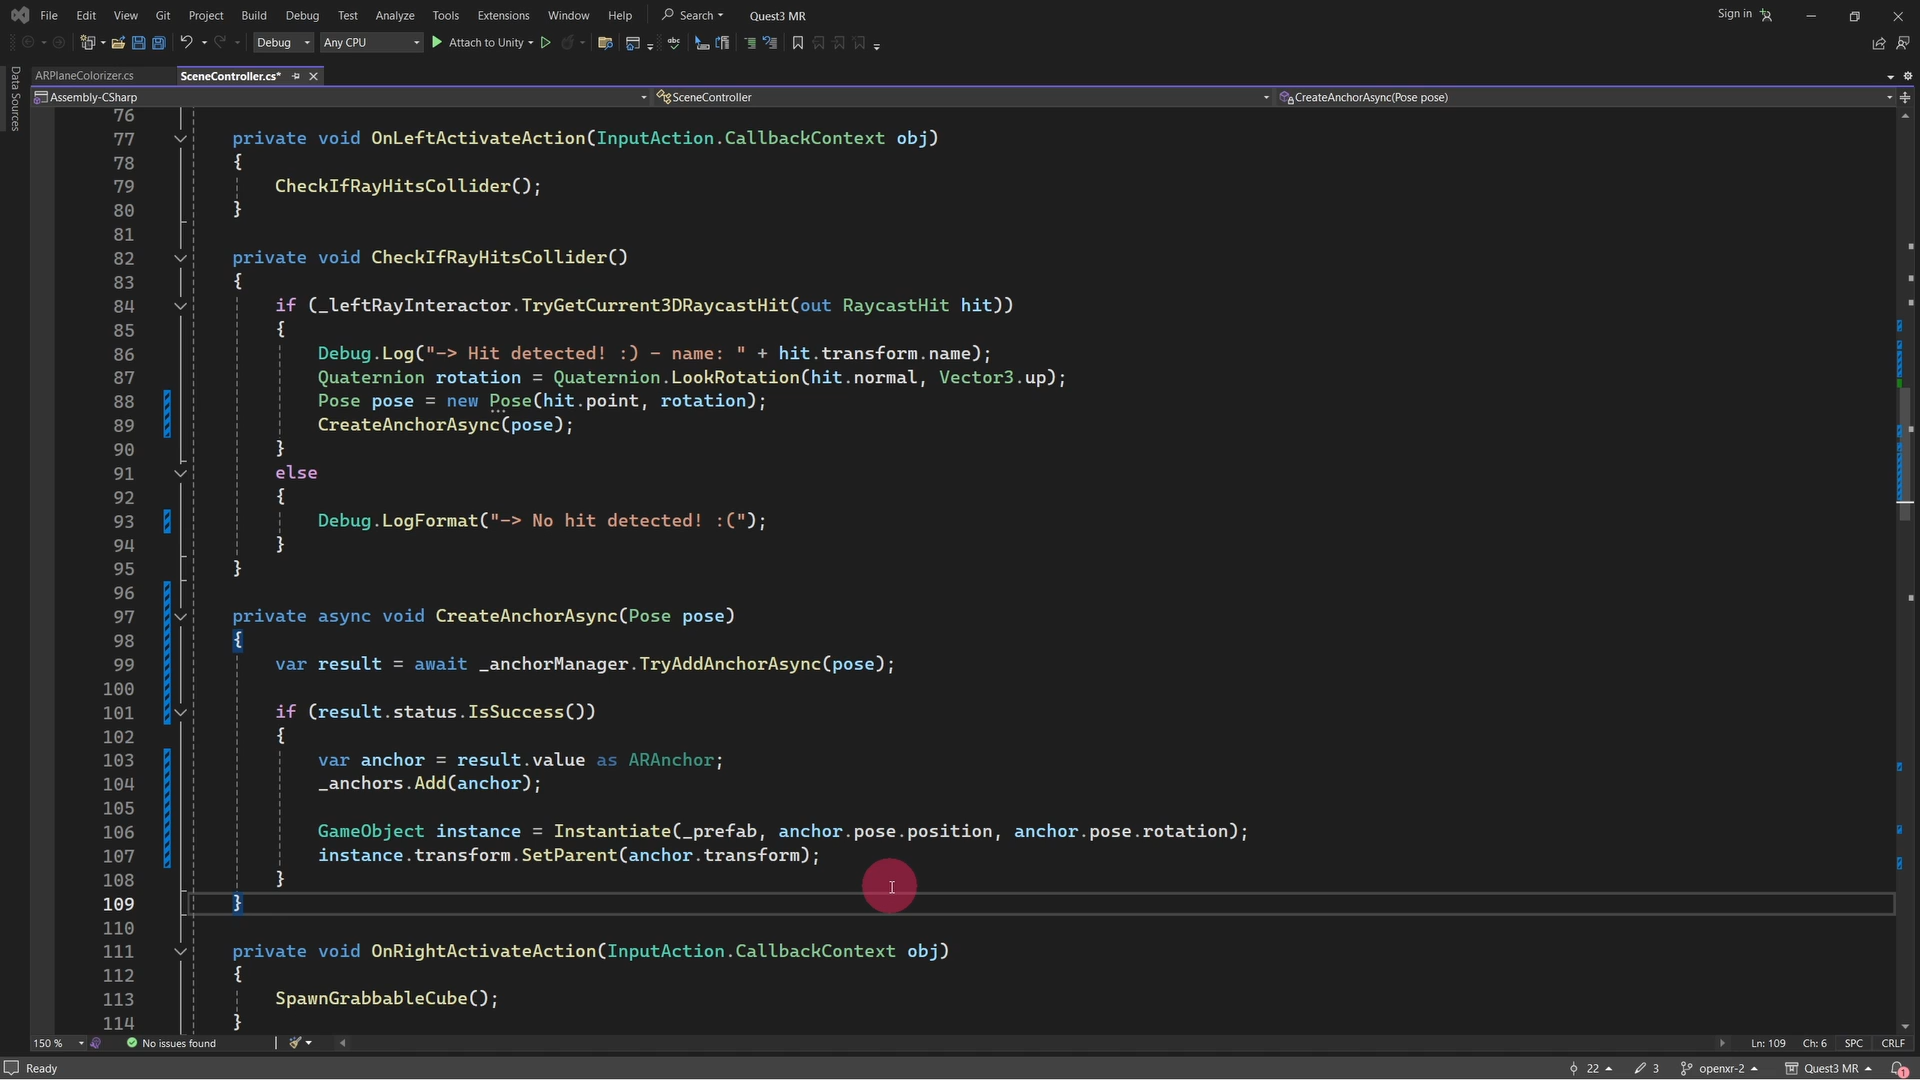 File Edit View Git Project Build Debug Test Analyze Tools Extensions Window Help Search Quest3 MR Sign in
Debug Any CPU Attach to Unity
Data Sources
ARPlaneColorizer.cs SceneController.cs*
Assembly-CSharp SceneController CreateAnchorAsync(Pose pose)
76
77 private void OnLeftActivateAction(InputAction.CallbackContext obj)
78 {
79 CheckIfRayHitsCollider();
80 }
81
82 private void CheckIfRayHitsCollider()
83 {
84 if (_leftRayInteractor.TryGetCurrent3DRaycastHit(out RaycastHit hit))
85 {
86 Debug.Log("-> Hit detected! :) - name: " + hit.transform.name);
87 Quaternion rotation = Quaternion.LookRotation(hit.normal, Vector3.up);
88 Pose pose = new Pose(hit.point, rotation);
89 CreateAnchorAsync(pose);
90 }
91 else
92 {
93 Debug.LogFormat("-> No hit detected! :(");
94 }
95 }
96
97 private async void CreateAnchorAsync(Pose pose)
98 {
99 var result = await _anchorManager.TryAddAnchorAsync(pose);
100
101 if (result.status.IsSuccess())
102 {
103 var anchor = result.value as ARAnchor;
104 _anchors.Add(anchor);
105
106 GameObject instance = Instantiate(_prefab, anchor.pose.position, anchor.pose.rotation);
107 instance.transform.SetParent(anchor.transform);
108 }
109 }
110
111 private void OnRightActivateAction(InputAction.CallbackContext obj)
112 {
113 SpawnGrabbableCube();
114 }
150 % No issues found Ln: 109 Ch: 6 SPC CRLF
Ready 22 3 openxr-2 Quest3 MR 1